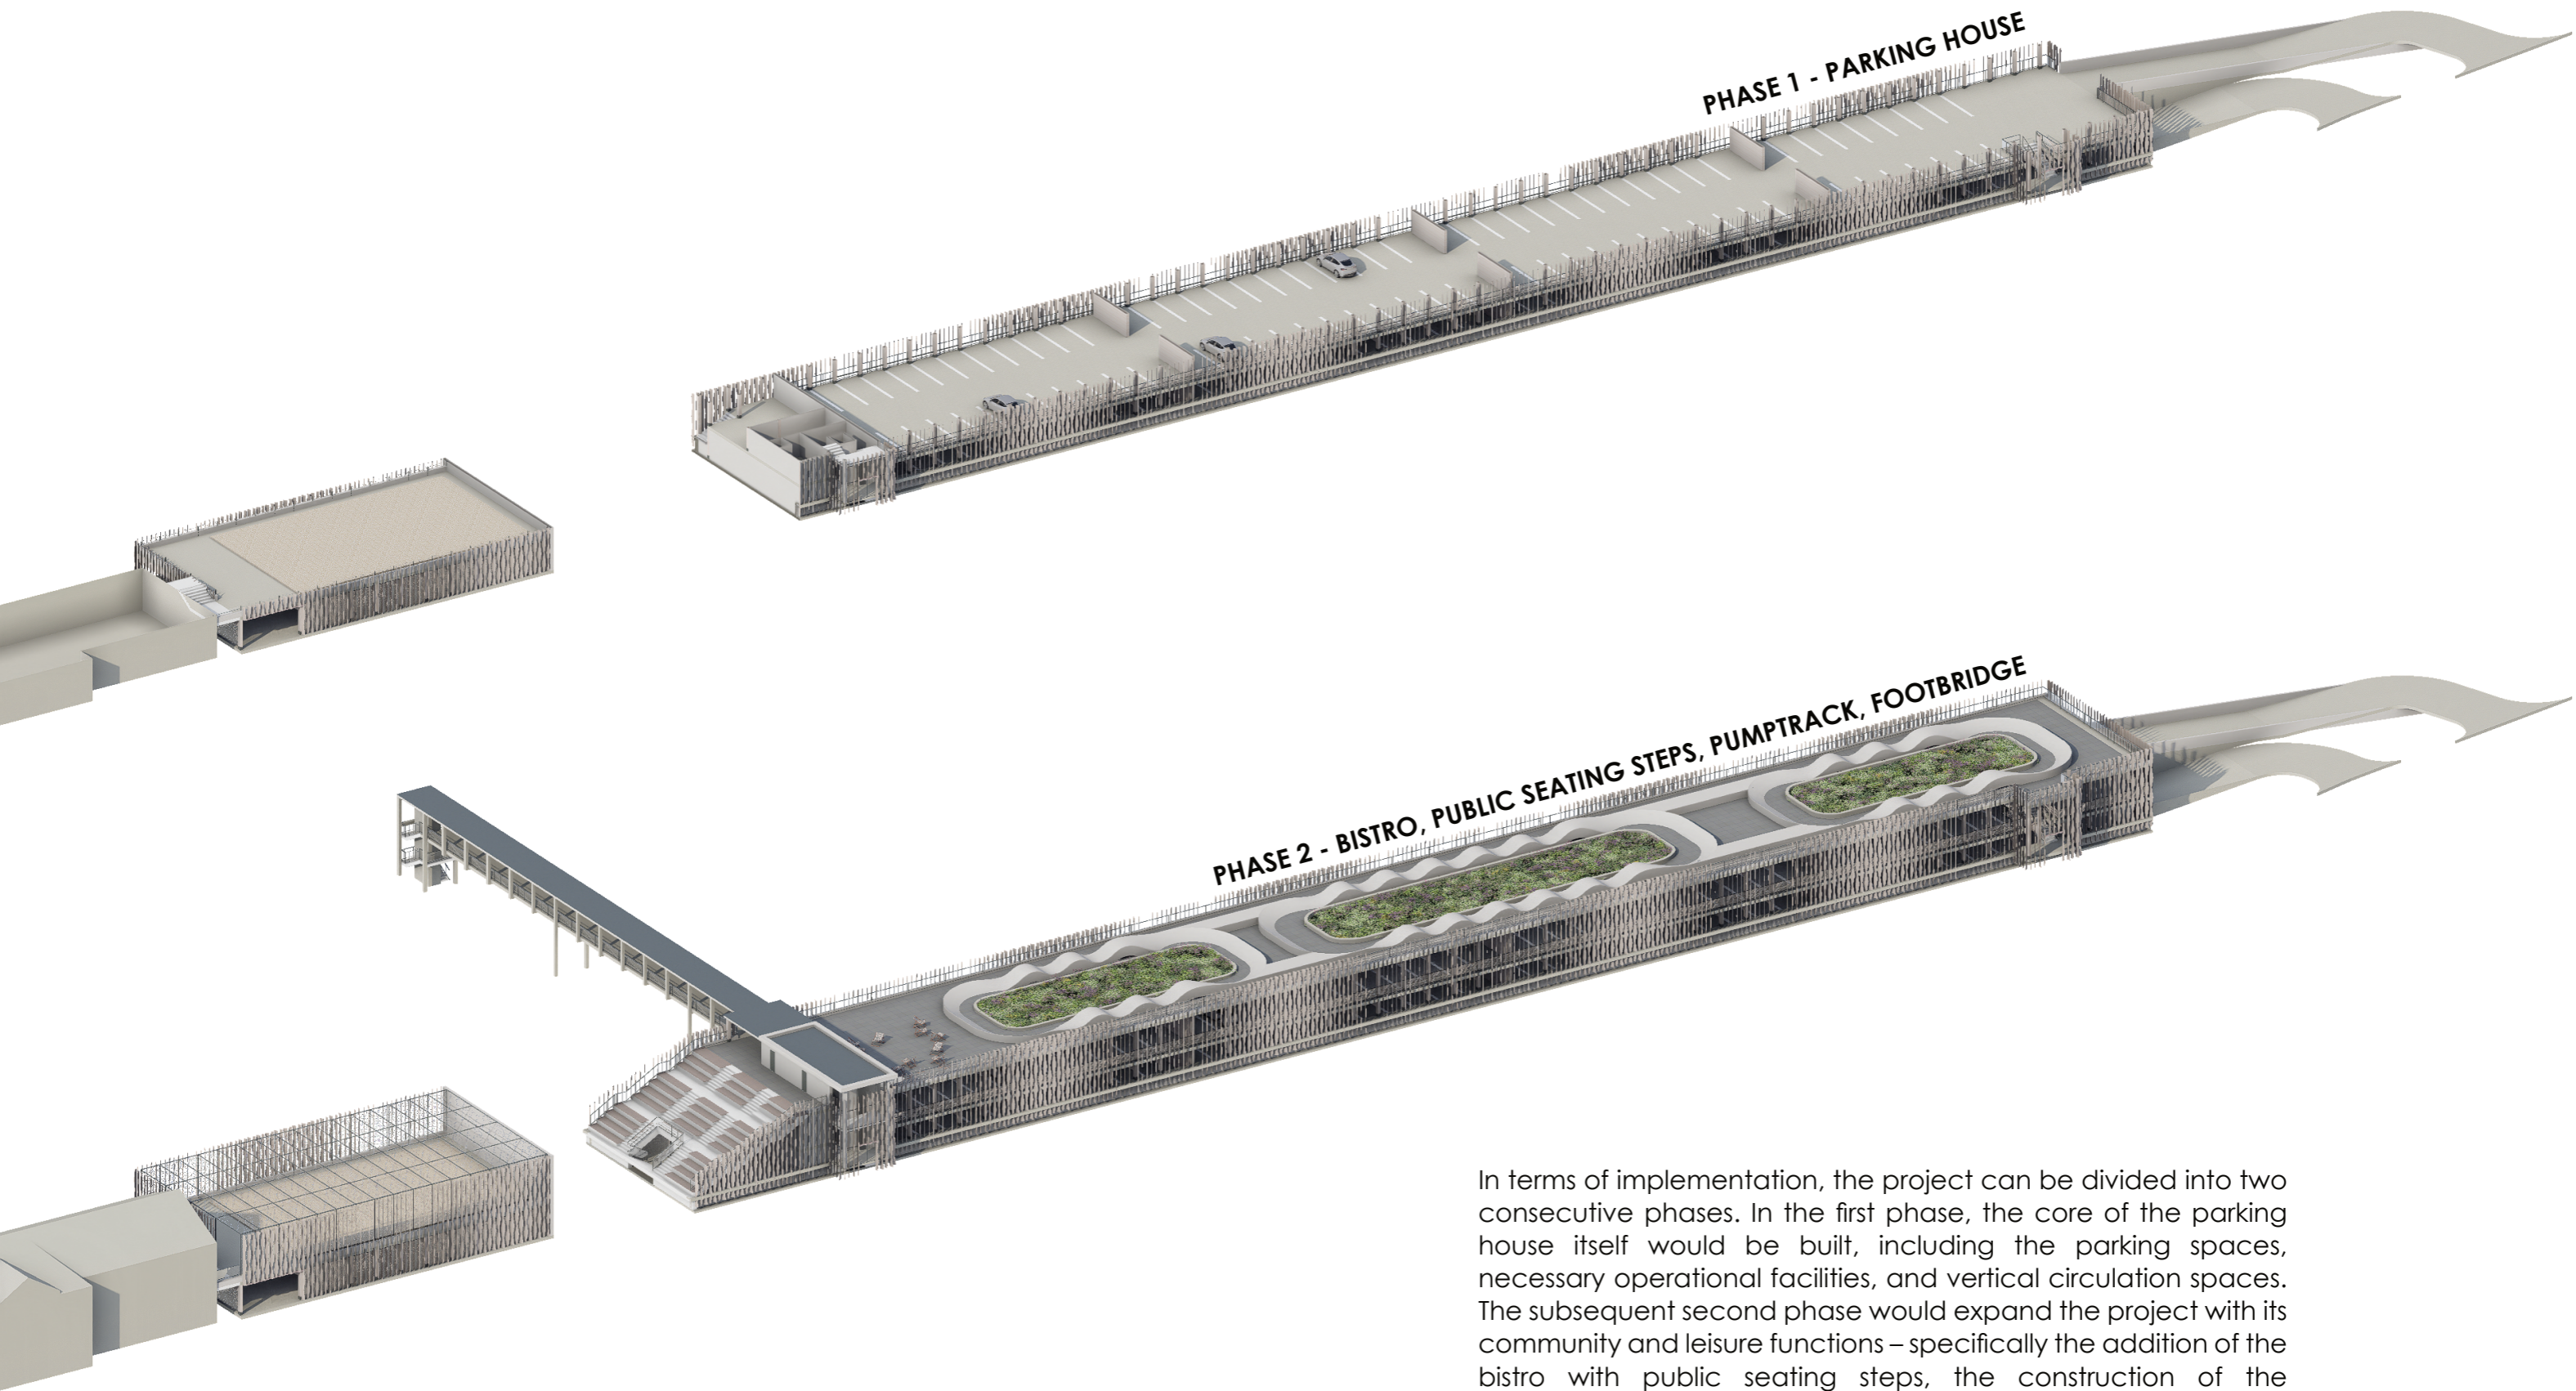 PHASE 1 - PARKING HOUSE
PHASE 2 - BISTRO, PUBLIC SEATING STEPS, PUMPTRACK, FOOTBRIDGE
In terms of implementation, the project can be divided into two
consecutive phases. In the first phase, the core of the parking
house itself would be built, including the parking spaces,
necessary operational facilities, and vertical circulation spaces.
The subsequent second phase would expand the project with its
community and leisure functions – specifically the addition of the
bistro with public seating steps, the construction of the